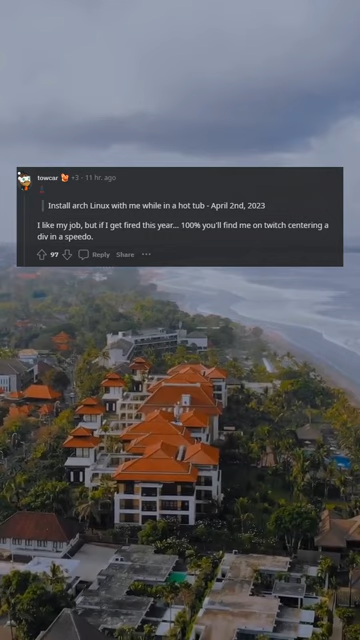 towcar +3 · 11 hr. ago
Install arch Linux with me while in a hot tub - April 2nd, 2023
I like my job, but if I get fired this year... 100% you'll find me on twitch centering a
div in a speedo.
97 Reply Share ...